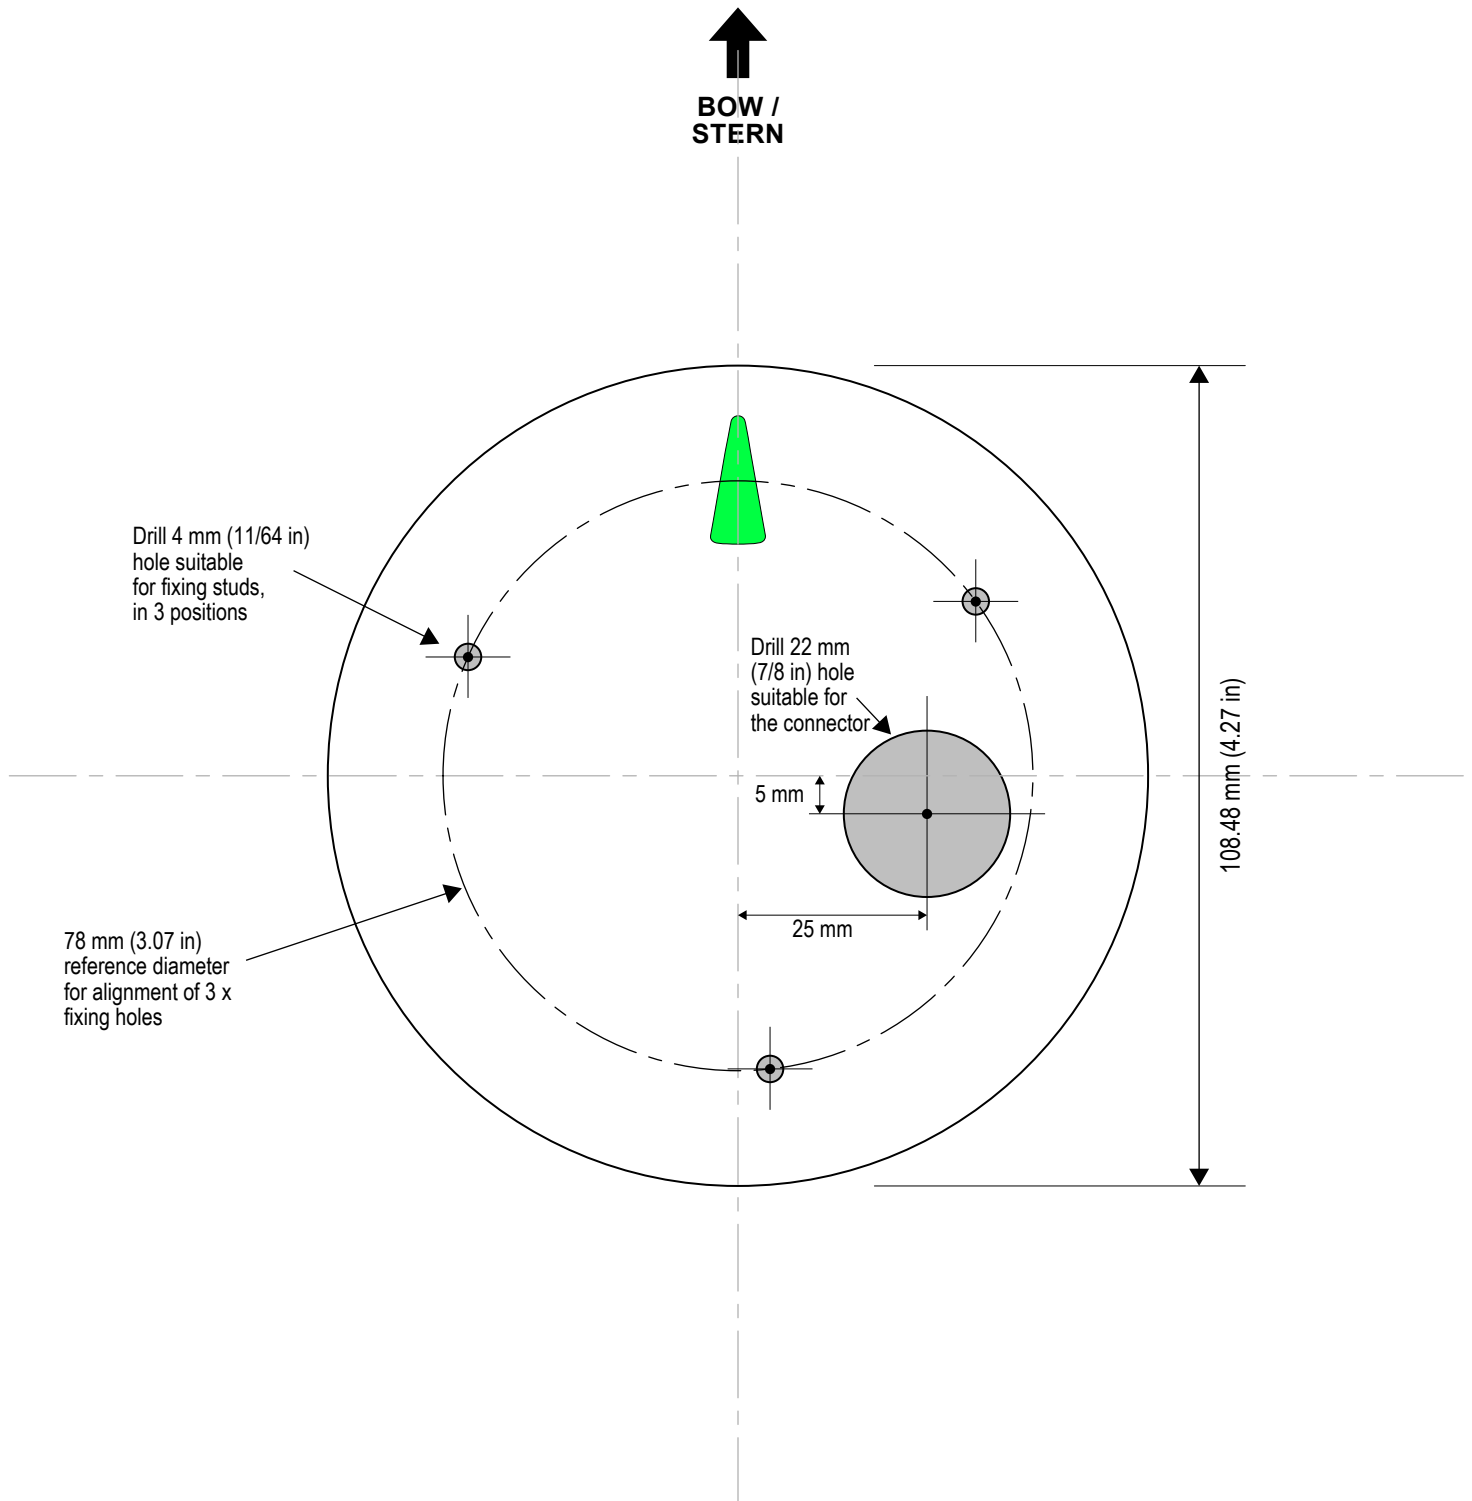 BOW /
STERN
Drill 4 mm (11/64 in)
hole suitable
for fixing studs,
in 3 positions
Drill 22 mm
(7/8 in) hole
suitable for
the connector
5 mm
25 mm
108.48 mm (4.27 in)
78 mm (3.07 in)
reference diameter
for alignment of 3 x
fixing holes